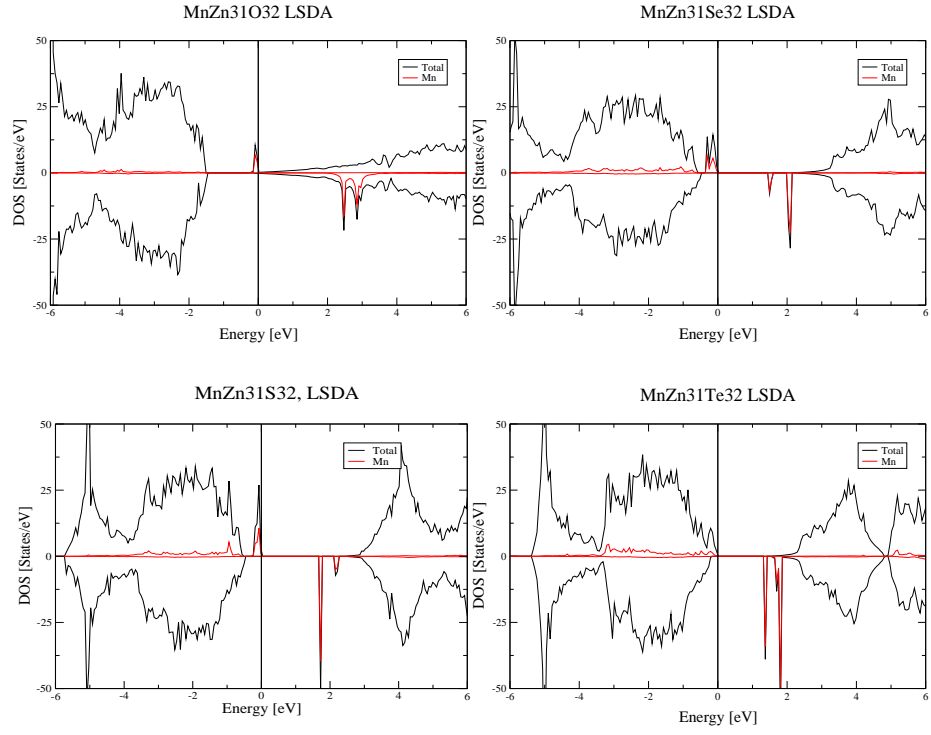 MnZn31O32 LSDA
50
25
0
-25
-50
DOS [States/eV]
Total
Mn
-6 -4 -2 0 2 4 6
Energy [eV]
MnZn31Se32 LSDA
50
25
0
-25
-50
DOS [States/eV]
Total
Mn
-6 -4 -2 0 2 4 6
Energy [eV]
MnZn31S32, LSDA
50
25
0
-25
-50
DOS [States/eV]
Total
Mn
-6 -4 -2 0 2 4 6
Energy [eV]
MnZn31Te32 LSDA
50
25
0
-25
-50
DOS [States/eV]
Total
Mn
-6 -4 -2 0 2 4 6
Energy [eV]